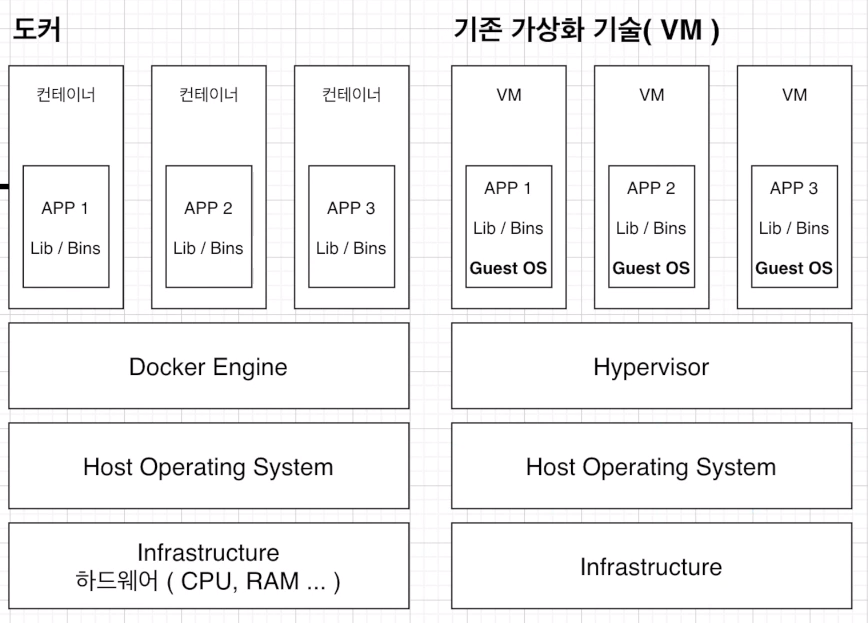 도커
컨테이너
APP 1
Lib / Bins
컨테이너
APP 2
Lib / Bins
컨테이너
APP 3
Lib / Bins
Docker Engine
Host Operating System
Infrastructure
하드웨어 ( CPU, RAM ... )
기존 가상화 기술( VM )
VM
APP 1
Lib / Bins
Guest OS
VM
APP 2
Lib / Bins
Guest OS
VM
APP 3
Lib / Bins
Guest OS
Hypervisor
Host Operating System
Infrastructure